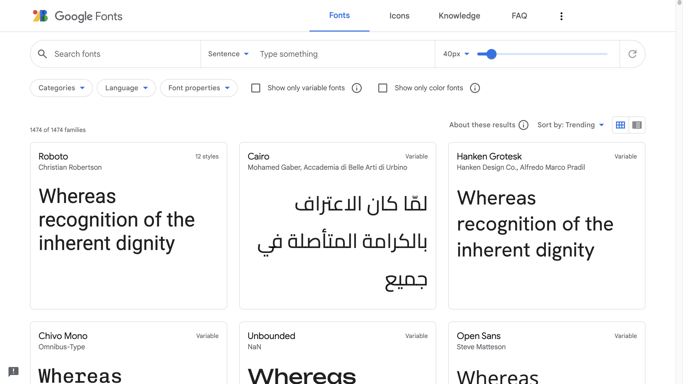 Google Fonts
Fonts
Icons
Knowledge
FAQ
Search fonts
Sentence
Type something
40px
Categories
Language
Font properties
Show only variable fonts
Show only color fonts
1474 of 1474 families
About these results
Sort by: Trending
Roboto
12 styles
Christian Robertson
Whereas
recognition of the
inherent dignity
Cairo
Variable
Mohamed Gaber, Accademia di Belle Arti di Urbino
لمّا كان الاعتراف
بالكرامة المتأصلة في
جميع
Hanken Grotesk
Variable
Hanken Design Co., Alfredo Marco Pradil
Whereas
recognition of the
inherent dignity
Chivo Mono
Variable
Omnibus-Type
Whereas
Unbounded
Variable
NaN
Whereas
Open Sans
Variable
Steve Matteson
Whereas